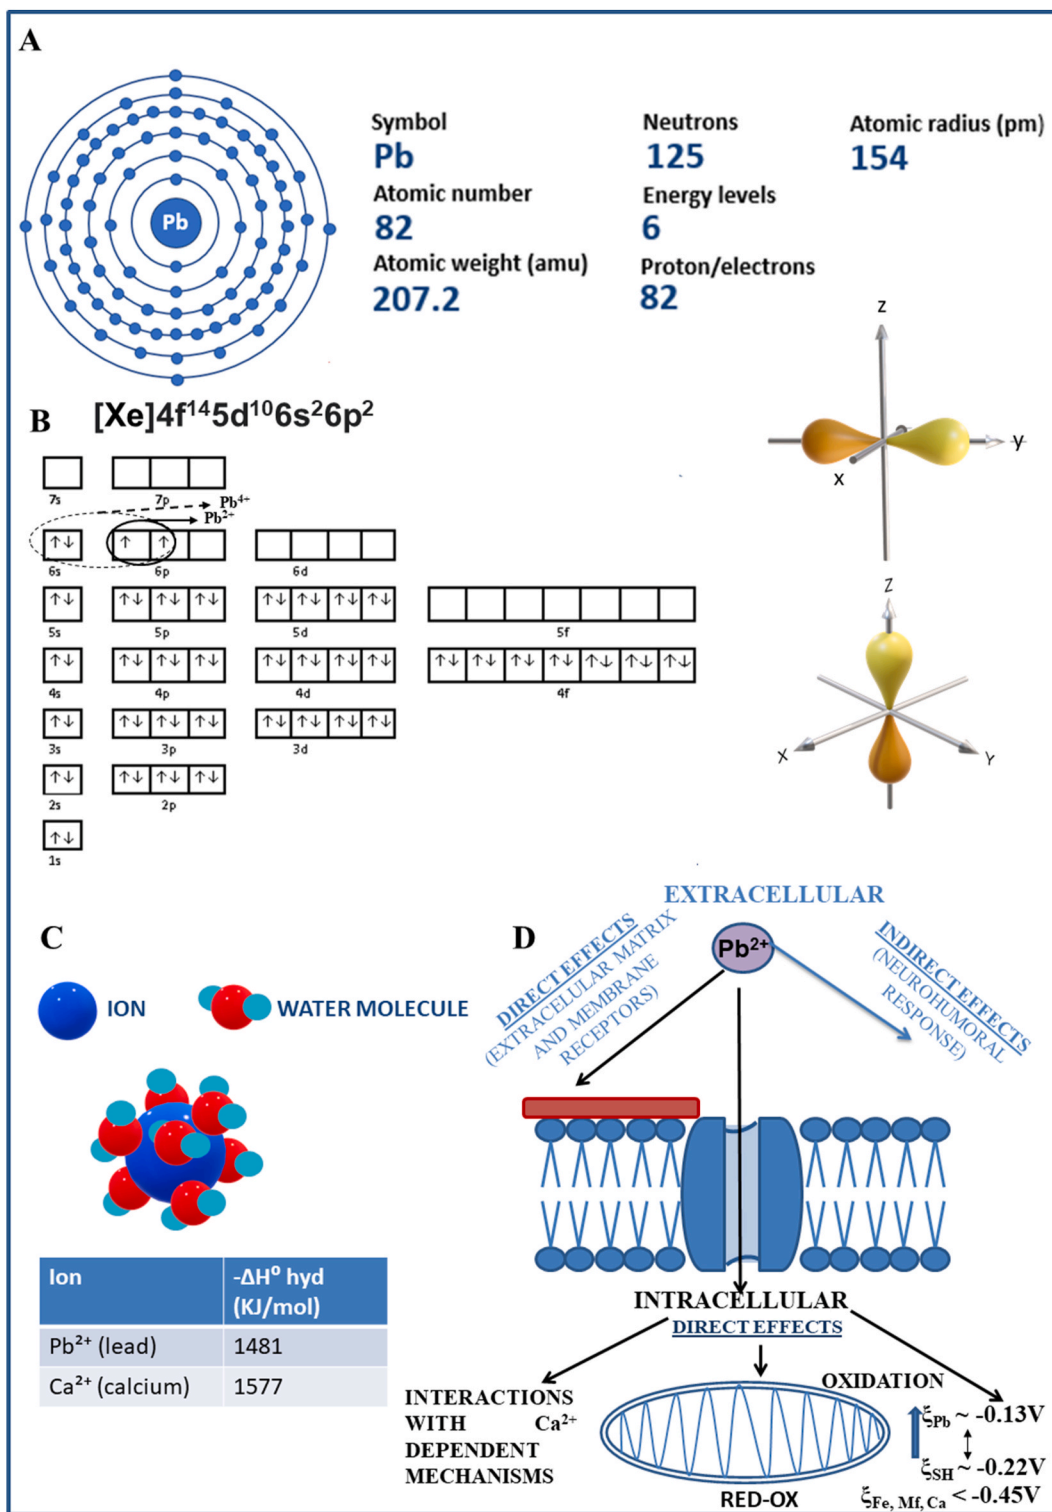 A
Pb
Symbol
Pb
Neutrons
125
Atomic radius (pm)
154
Atomic number
82
Energy levels
6
Atomic weight (amu)
207.2
Proton/electrons
82
z
y
x
B
[Xe]4f¹⁴5d¹⁰6s²6p²
7s
7p
Pb⁴⁺
Pb²⁺
↑↓
↑ ↑
6s
6p
6d
↑↓ ↑↓ ↑↓ ↑↓ ↑↓ ↑↓ ↑↓ ↑↓
5s
5p
5d
5f
↑↓ ↑↓ ↑↓ ↑↓ ↑↓ ↑↓ ↑↓ ↑↓ ↑↓ ↑↓ ↑↓ ↑↓ ↑↓ ↑↓ ↑↓
4s
4p
4d
4f
↑↓ ↑↓ ↑↓ ↑↓ ↑↓ ↑↓ ↑↓ ↑↓
3s
3p
3d
↑↓ ↑↓ ↑↓ ↑↓
2s
2p
↑↓
1s
Z
X
Y
C
ION
WATER MOLECULE
Ion
-ΔH⁰ hyd
(KJ/mol)
Pb²⁺ (lead)
1481
Ca²⁺ (calcium)
1577
D
EXTRACELLULAR
Pb²⁺
DIRECT EFFECTS
(EXTRACELULAR MATRIX
AND MEMBRANE
RECEPTORS)
INDIRECT EFFECTS
(NEUROHUMORAL
RESPONSE)
INTRACELLULAR
DIRECT EFFECTS
INTERACTIONS
WITH Ca²⁺
DEPENDENT
MECHANISMS
RED-OX
OXIDATION
ξPb ~ -0.13V
ξSH ~ -0.22V
ξFe, Mf, Ca < -0.45V